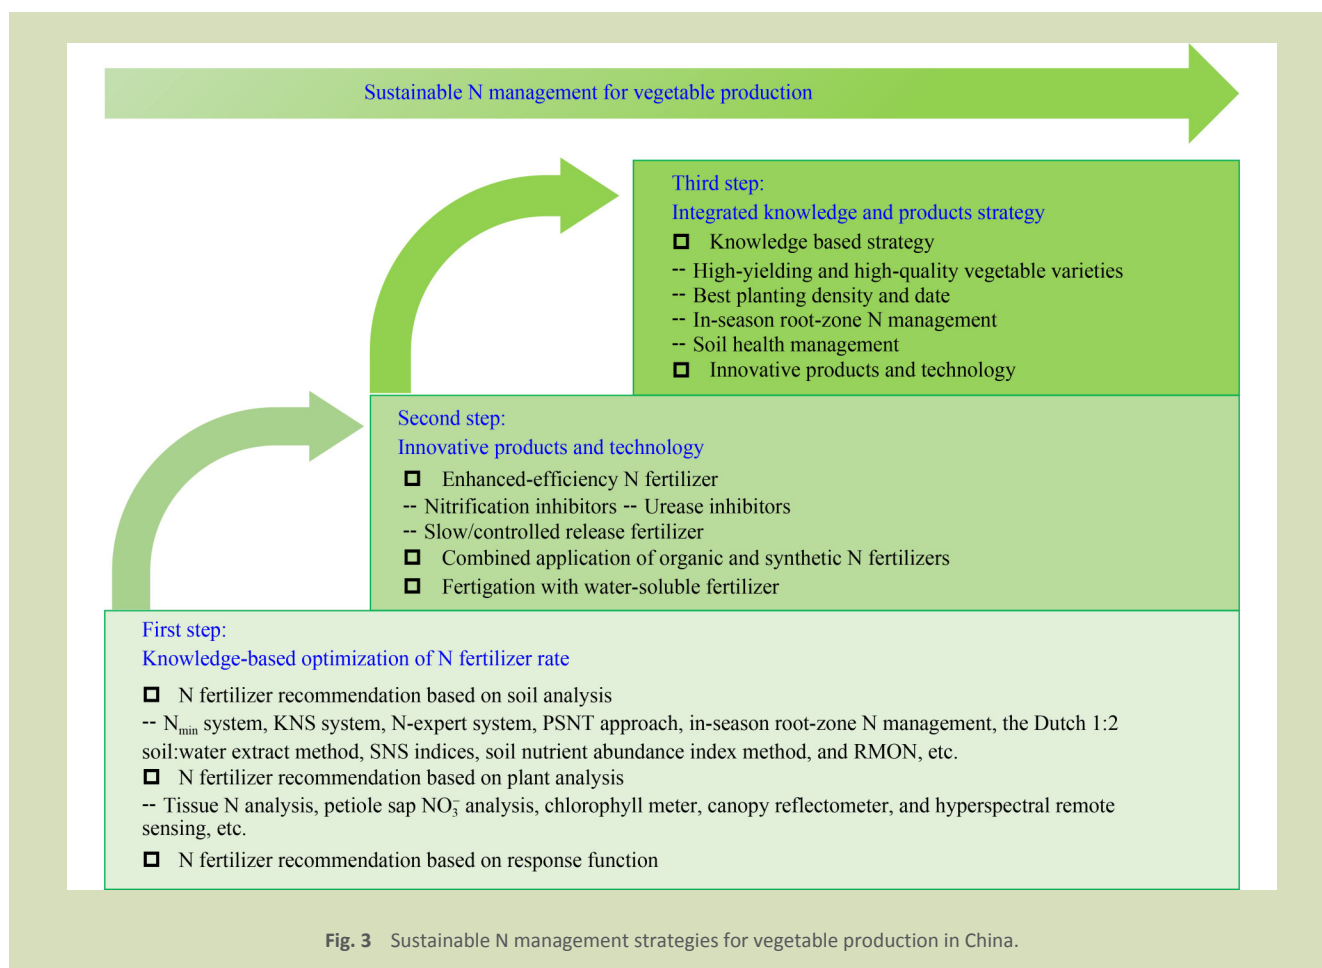 Sustainable N management for vegetable production
Third step:
Integrated knowledge and products strategy
Knowledge based strategy
-- High-yielding and high-quality vegetable varieties
-- Best planting density and date
-- In-season root-zone N management
-- Soil health management
Innovative products and technology
Second step:
Innovative products and technology
Enhanced-efficiency N fertilizer
-- Nitrification inhibitors -- Urease inhibitors
-- Slow/controlled release fertilizer
Combined application of organic and synthetic N fertilizers
Fertigation with water-soluble fertilizer
First step:
Knowledge-based optimization of N fertilizer rate
N fertilizer recommendation based on soil analysis
-- Nmin system, KNS system, N-expert system, PSNT approach, in-season root-zone N management, the Dutch 1:2
soil:water extract method, SNS indices, soil nutrient abundance index method, and RMON, etc.
N fertilizer recommendation based on plant analysis
-- Tissue N analysis, petiole sap NO₃⁻ analysis, chlorophyll meter, canopy reflectometer, and hyperspectral remote
sensing, etc.
N fertilizer recommendation based on response function
Fig. 3 Sustainable N management strategies for vegetable production in China.